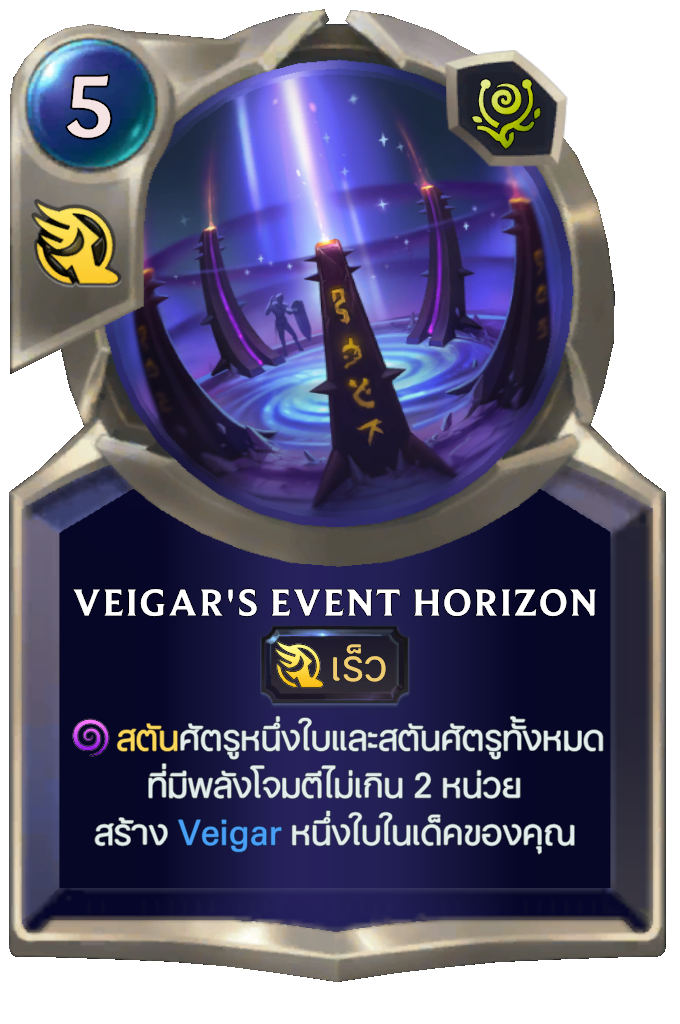 5
VEIGAR'S EVENT HORIZON
เร็ว
สตันศัตรูหนึ่งใบและสตันศัตรูทั้งหมด
ที่มีพลังโจมตีไม่เกิน 2 หน่วย
สร้าง Veigar หนึ่งใบในเด็คของคุณ